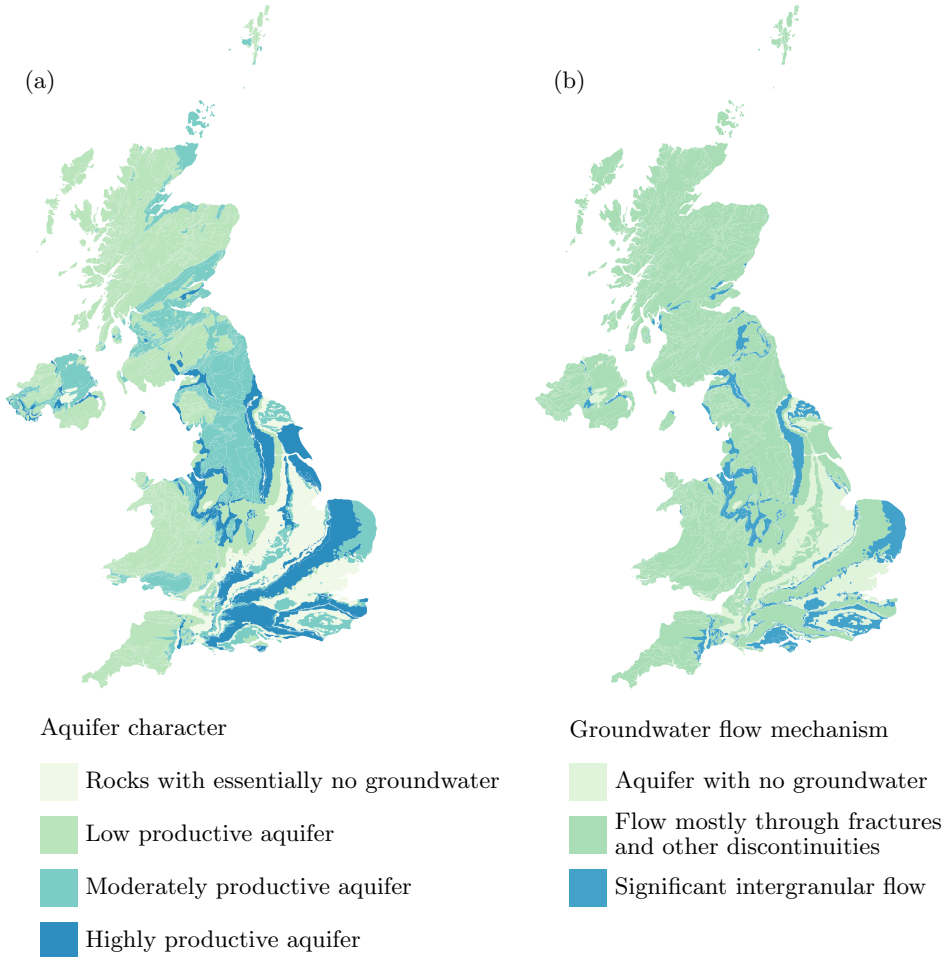 (a)
(b)
Aquifer character
Rocks with essentially no groundwater
Low productive aquifer
Moderately productive aquifer
Highly productive aquifer
Groundwater flow mechanism
Aquifer with no groundwater
Flow mostly through fractures
and other discontinuities
Significant intergranular flow